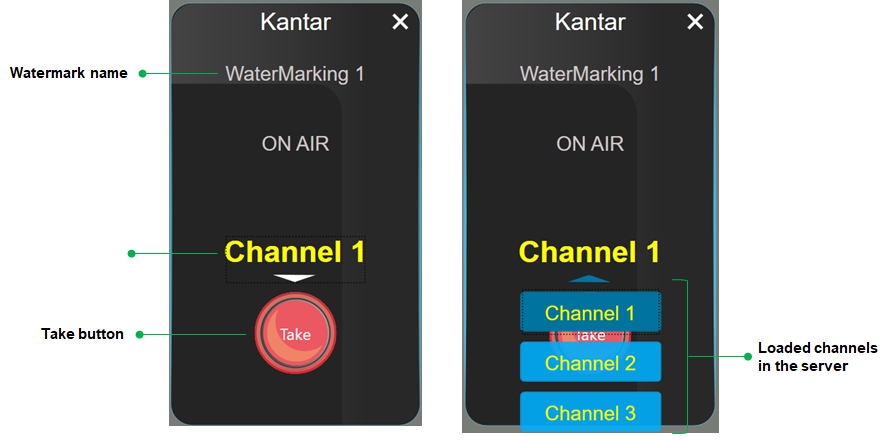 Kantar
Watermark name
WaterMarking 1
ON AIR
Channel 1
Take button
Take
Kantar
WaterMarking 1
ON AIR
Channel 1
Channel 1
Take
Channel 2
Channel 3
Loaded channels
in the server